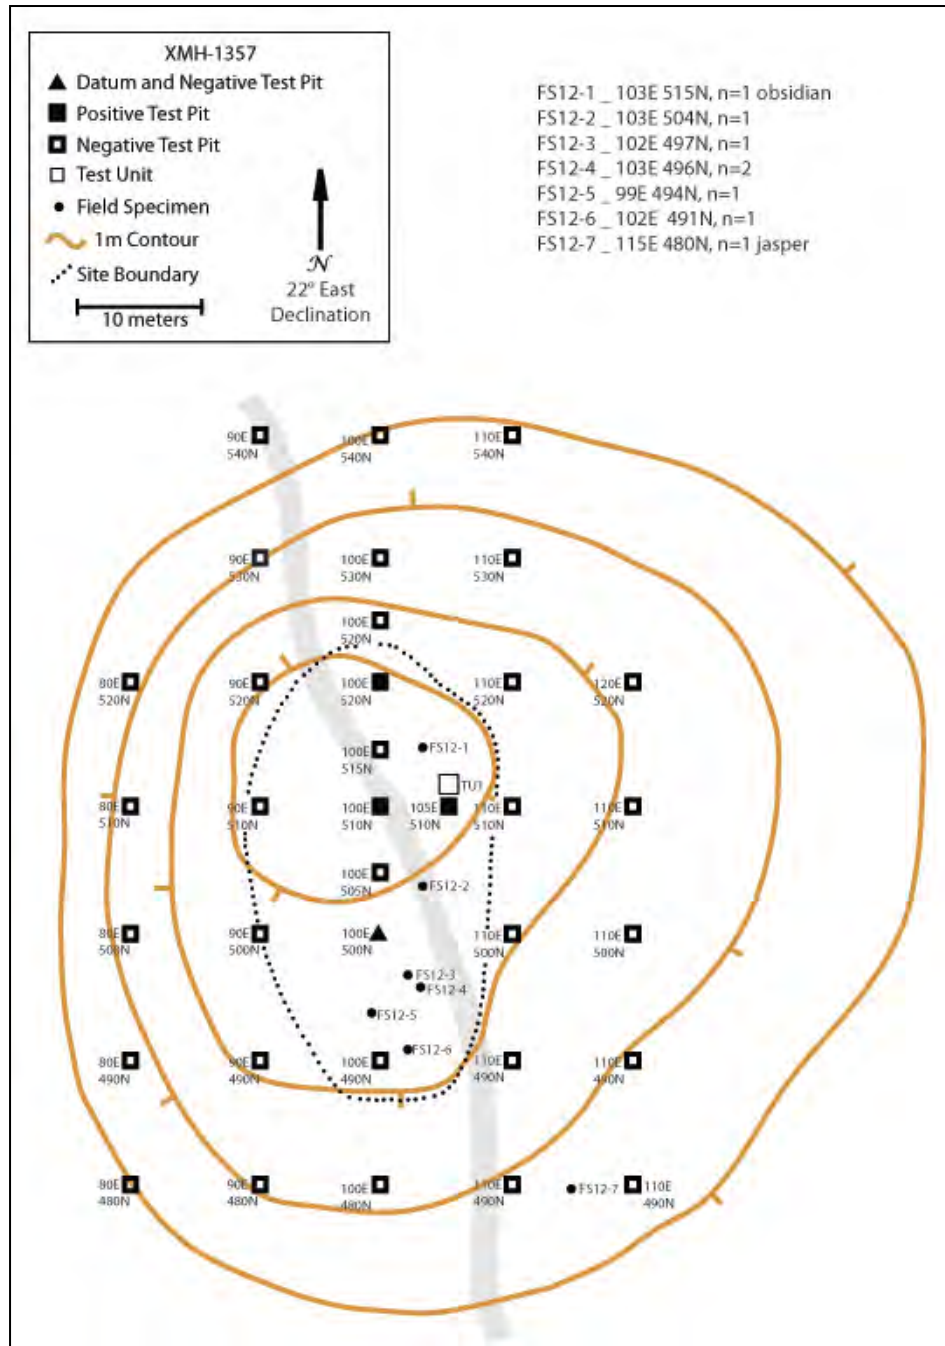 XMH-1357
Datum and Negative Test Pit
Positive Test Pit
Negative Test Pit
Test Unit
Field Specimen
1m Contour
Site Boundary
10 meters
N
22º East
Declination
FS12-1 _ 103E 515N, n=1 obsidian
FS12-2 _ 103E 504N, n=1
FS12-3 _ 102E 497N, n=1
FS12-4 _ 103E 496N, n=2
FS12-5 _ 99E 494N, n=1
FS12-6 _ 102E 491N, n=1
FS12-7 _ 115E 480N, n=1 jasper
90E
540N
100E
540N
110E
540N
90E
530N
100E
530N
110E
530N
100E
520N
80E
520N
90E
520N
100E
520N
110E
520N
120E
520N
100E
515N
FS12-1
TU1
80E
510N
90E
510N
100E
510N
105E
510N
110E
510N
110E
510N
100E
505N
FS12-2
80E
500N
90E
500N
100E
500N
110E
500N
110E
500N
FS12-3
FS12-4
FS12-5
FS12-6
80E
490N
90E
490N
100E
490N
110E
490N
110E
490N
80E
480N
90E
480N
100E
480N
110E
490N
FS12-7
110E
490N